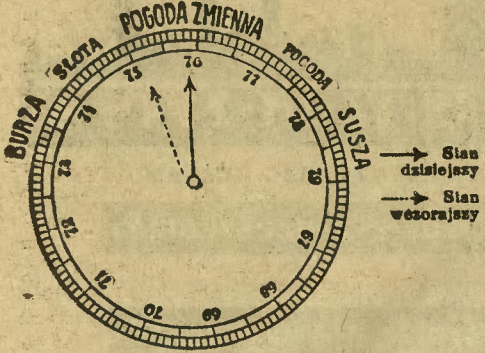 BURZA
SŁOTA
POGODA ZMIENNA
POGODA
SUSZA
73
74
75
76
77
78
79
67
68
69
70
71
72
Stan
dzisiejszy
Stan
wczorajszy